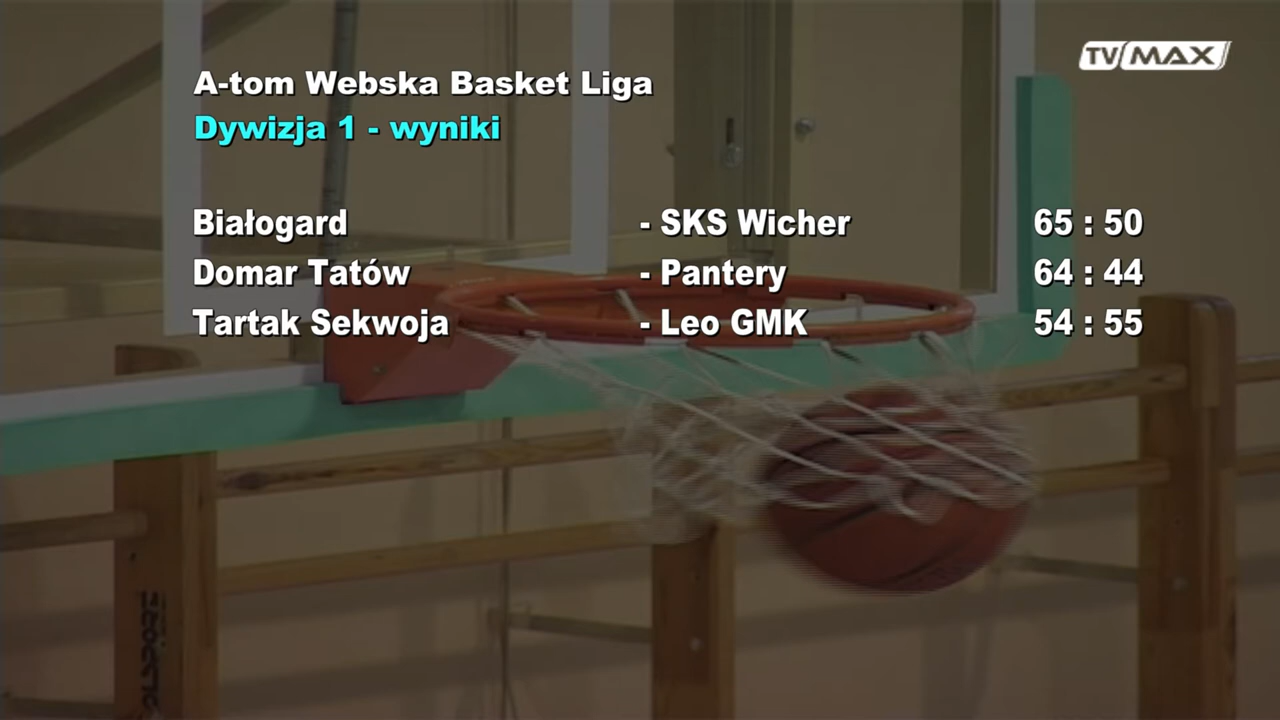 TV MAX
A-tom Webska Basket Liga
Dywizja 1 - wyniki
Białogard - SKS Wicher 65 : 50
Domar Tatów - Pantery 64 : 44
Tartak Sekwoja - Leo GMK 54 : 55